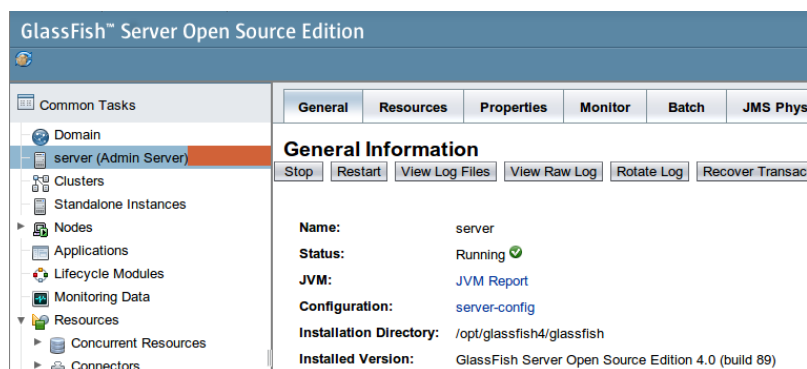 GlassFish™ Server Open Source Edition
Common Tasks
Domain
server (Admin Server)
Clusters
Standalone Instances
Nodes
Applications
Lifecycle Modules
Monitoring Data
Resources
Concurrent Resources
Connectors
General Resources Properties Monitor Batch JMS Phys
General Information
Stop Restart View Log Files View Raw Log Rotate Log Recover Transac
Name: server
Status: Running
JVM: JVM Report
Configuration: server-config
Installation Directory: /opt/glassfish4/glassfish
Installed Version: GlassFish Server Open Source Edition 4.0 (build 89)